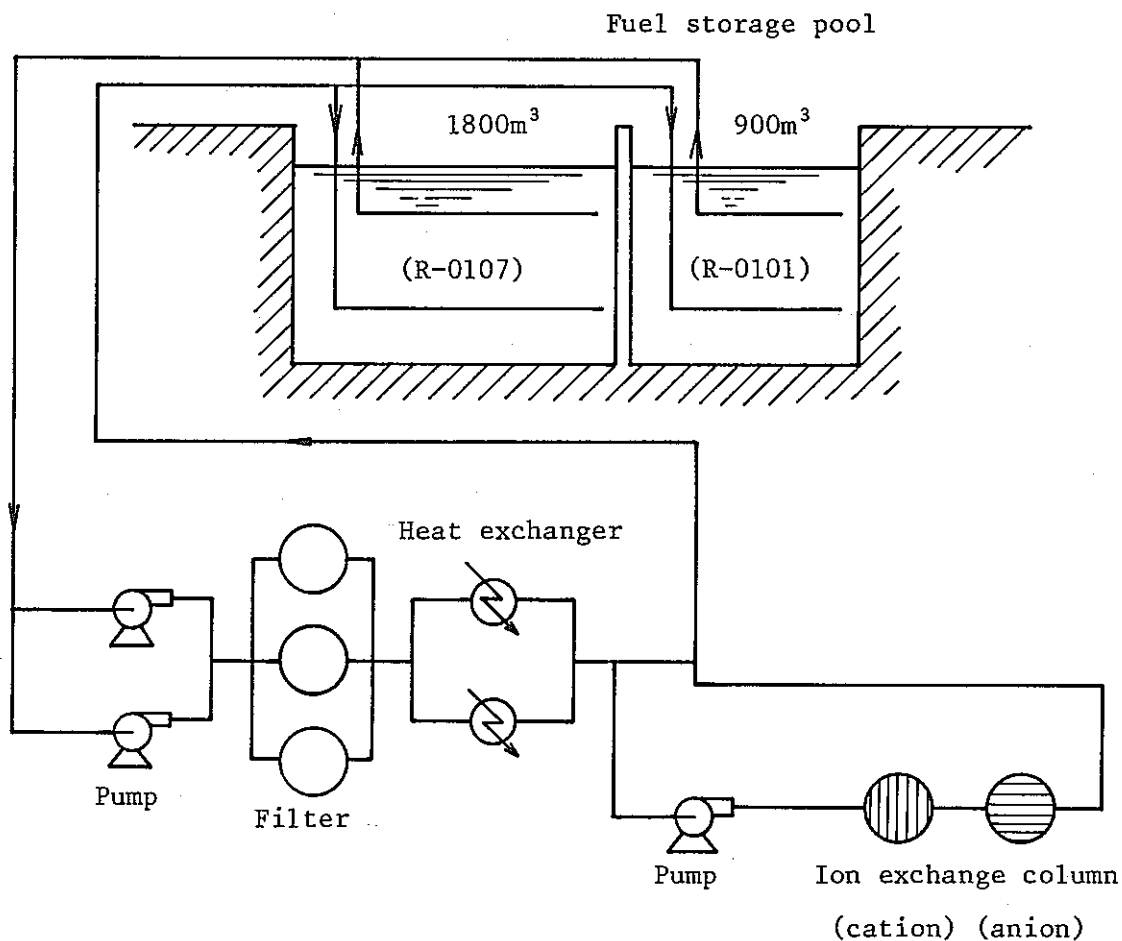 Fuel storage pool
1800m³
900m³
(R-0107)
(R-0101)
Heat exchanger
Pump
Filter
Pump
Ion exchange column
(cation) (anion)